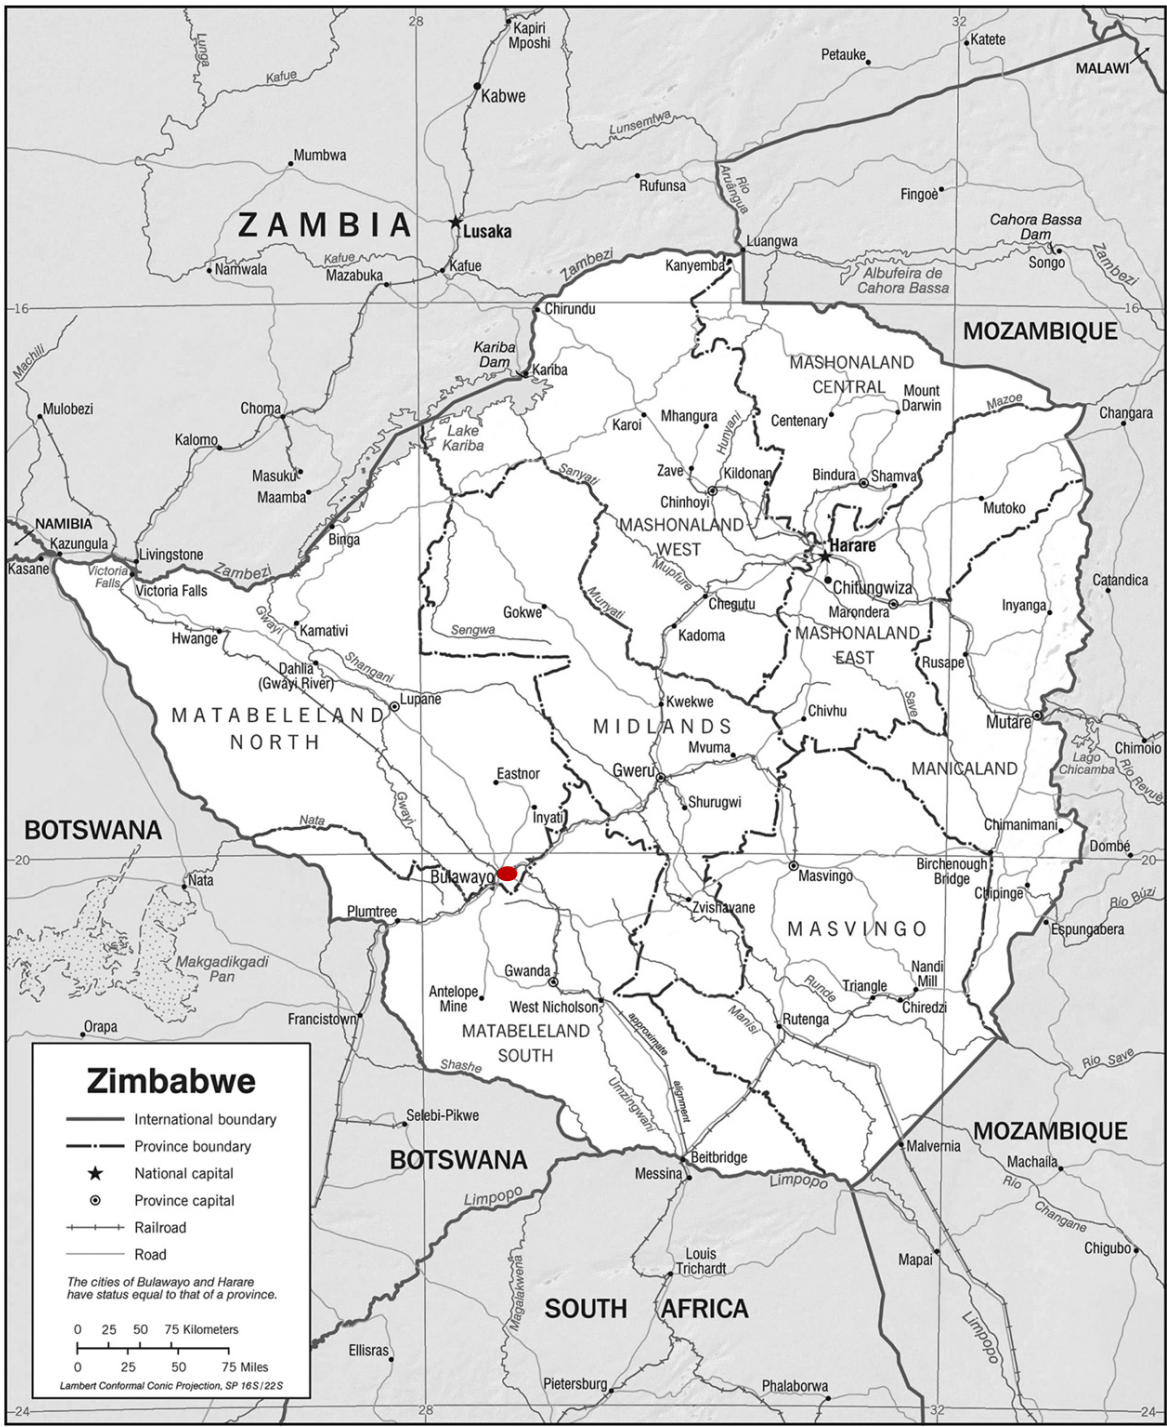 28
32
Kapiri
Mposhi
Katete
Petauke
MALAWI
Lunga
Kafue
Kabwe
Lunsemfwa
Mumbwa
Rufunsa
Rio
Aruângua
Fingoè
ZAMBIA
Lusaka
Cahora Bassa
Dam
Luangwa
Songo
Zambezi
Namwala
Kafue
Mazabuka
Kafue
Zambezi
Kanyemba
Albufeira de
Cahora Bassa
16
Chirundu
16
MOZAMBIQUE
Machili
Kariba
Dam
Kariba
MASHONALAND
CENTRAL
Mount
Darwin
Mazoe
Mulobezi
Choma
Lake
Kariba
Karoi
Mhangura
Hunyani
Centenary
Changara
Kalomo
Masuku
Maamba
Sanyati
Zave
Kildonan
Chinhoyi
Bindura
Shamva
Mutoko
NAMIBIA
Kazungula
Kasane
Livingstone
Victoria
Falls
Victoria Falls
Zambezi
Binga
MASHONALAND
WEST
Harare
Mupfure
Chitungwiza
Catandica
Gwayi
Hwange
Kamativi
Sengwa
Gokwe
Munyati
Chegutu
Kadoma
Marondera
MASHONALAND
EAST
Inyanga
Rusape
Dahlia
(Gwayi River)
Shangani
Lupane
MATABELELAND
NORTH
Kwekwe
MIDLANDS
Chivhu
Save
Mutare
Mvuma
Chimoio
Lago
Chicamba
Rio Revuè
MANICALAND
Eastnor
Gweru
Gwayi
Inyati
Shurugwi
BOTSWANA
Nata
Chimanimani
Dombé
20
20
Nata
Bulawayo
Masvingo
Birchenough
Bridge
Chipinge
Plumtree
Zvishavane
Rio Búzi
MASVINGO
Espungabera
Makgadikgadi
Pan
Gwanda
Antelope
Mine
West Nicholson
Runde
Triangle
Nandi
Mill
Chiredzi
Orapa
Francistown
MATABELELAND
SOUTH
approximate
alignment
Manisi
Rutenga
Shashe
Umzingwani
Rio Save
Zimbabwe
International boundary
Province boundary
National capital
Province capital
Railroad
Road
The cities of Bulawayo and Harare
have status equal to that of a province.
0 25 50 75 Kilometers
0 25 50 75 Miles
Lambert Conformal Conic Projection, SP 16S/22S
Selebi-Pikwe
BOTSWANA
Limpopo
Beitbridge
Messina
Limpopo
Malvernia
MOZAMBIQUE
Machaila
Rio
Changane
Chigubo
Mapai
Limpopo
Magalakwena
Louis
Trichardt
SOUTH AFRICA
Ellisras
Pietersburg
Phalaborwa
24
28
32
24